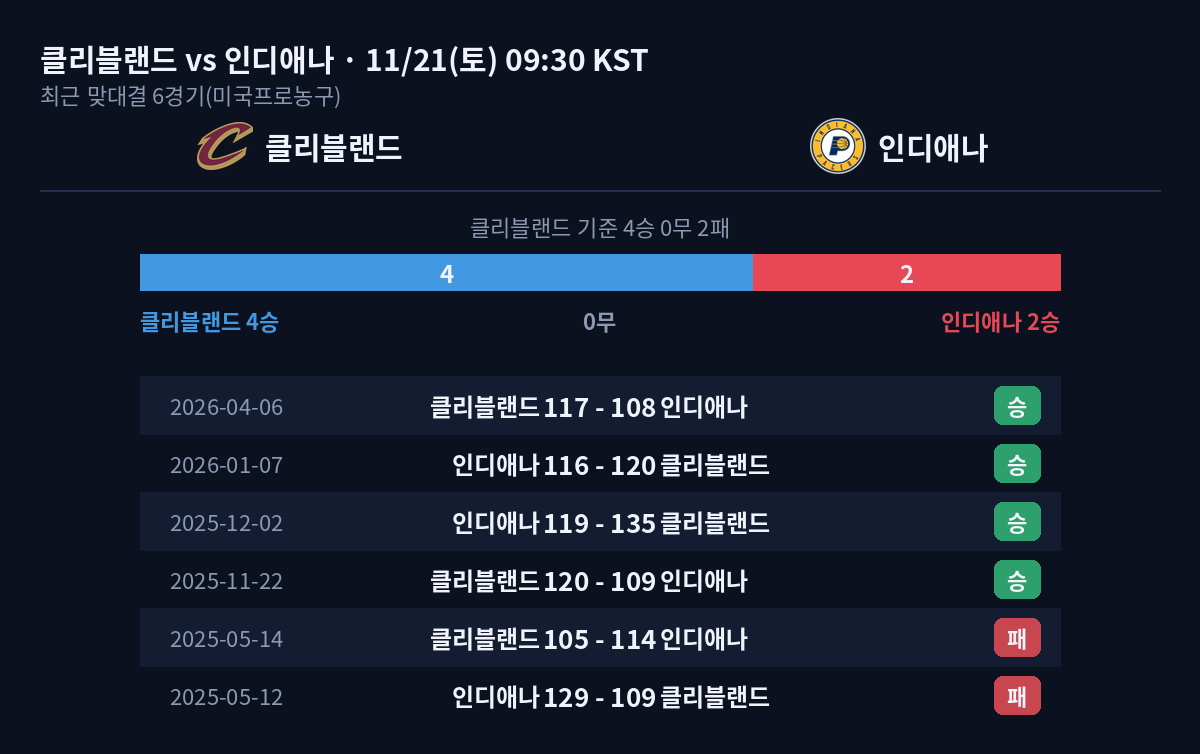 클리블랜드 vs 인디애나 · 11/21(토) 09:30 KST
최근 맞대결 6경기(미국프로농구)
클리블랜드
INDIANA PACERS
인디애나
클리블랜드 기준 4승 0무 2패
4
2
클리블랜드 4승
0무
인디애나 2승
2026-04-06 클리블랜드 117 - 108 인디애나 승
2026-01-07 인디애나 116 - 120 클리블랜드 승
2025-12-02 인디애나 119 - 135 클리블랜드 승
2025-11-22 클리블랜드 120 - 109 인디애나 승
2025-05-14 클리블랜드 105 - 114 인디애나 패
2025-05-12 인디애나 129 - 109 클리블랜드 패